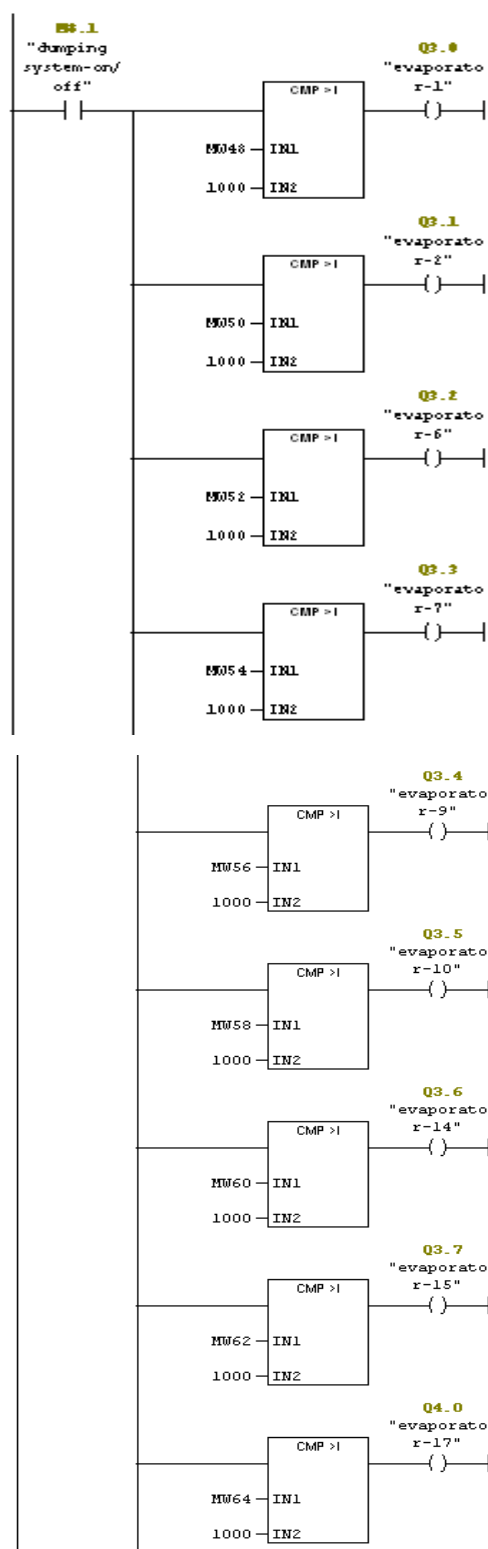 "dumping
system-on/
off"
Q3.0
"evaporato
r-1"
CMP >I
MW48 IN1
1000 IN2
Q3.1
"evaporato
r-2"
CMP >I
MW50 IN1
1000 IN2
Q3.2
"evaporato
r-6"
CMP >I
MW52 IN1
1000 IN2
Q3.3
"evaporato
r-7"
CMP >I
MW54 IN1
1000 IN2
Q3.4
"evaporato
r-9"
CMP >I
MW56 IN1
1000 IN2
Q3.5
"evaporato
r-10"
CMP >I
MW58 IN1
1000 IN2
Q3.6
"evaporato
r-14"
CMP >I
MW60 IN1
1000 IN2
Q3.7
"evaporato
r-15"
CMP >I
MW62 IN1
1000 IN2
Q4.0
"evaporato
r-17"
CMP >I
MW64 IN1
1000 IN2